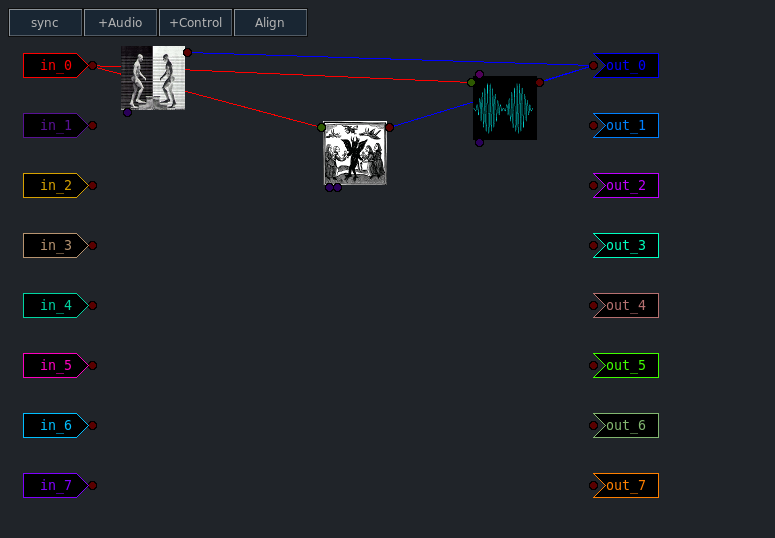 sync +Audio +Control Align
in_0 out_0
in_1 out_1
in_2 out_2
in_3 out_3
in_4 out_4
in_5 out_5
in_6 out_6
in_7 out_7